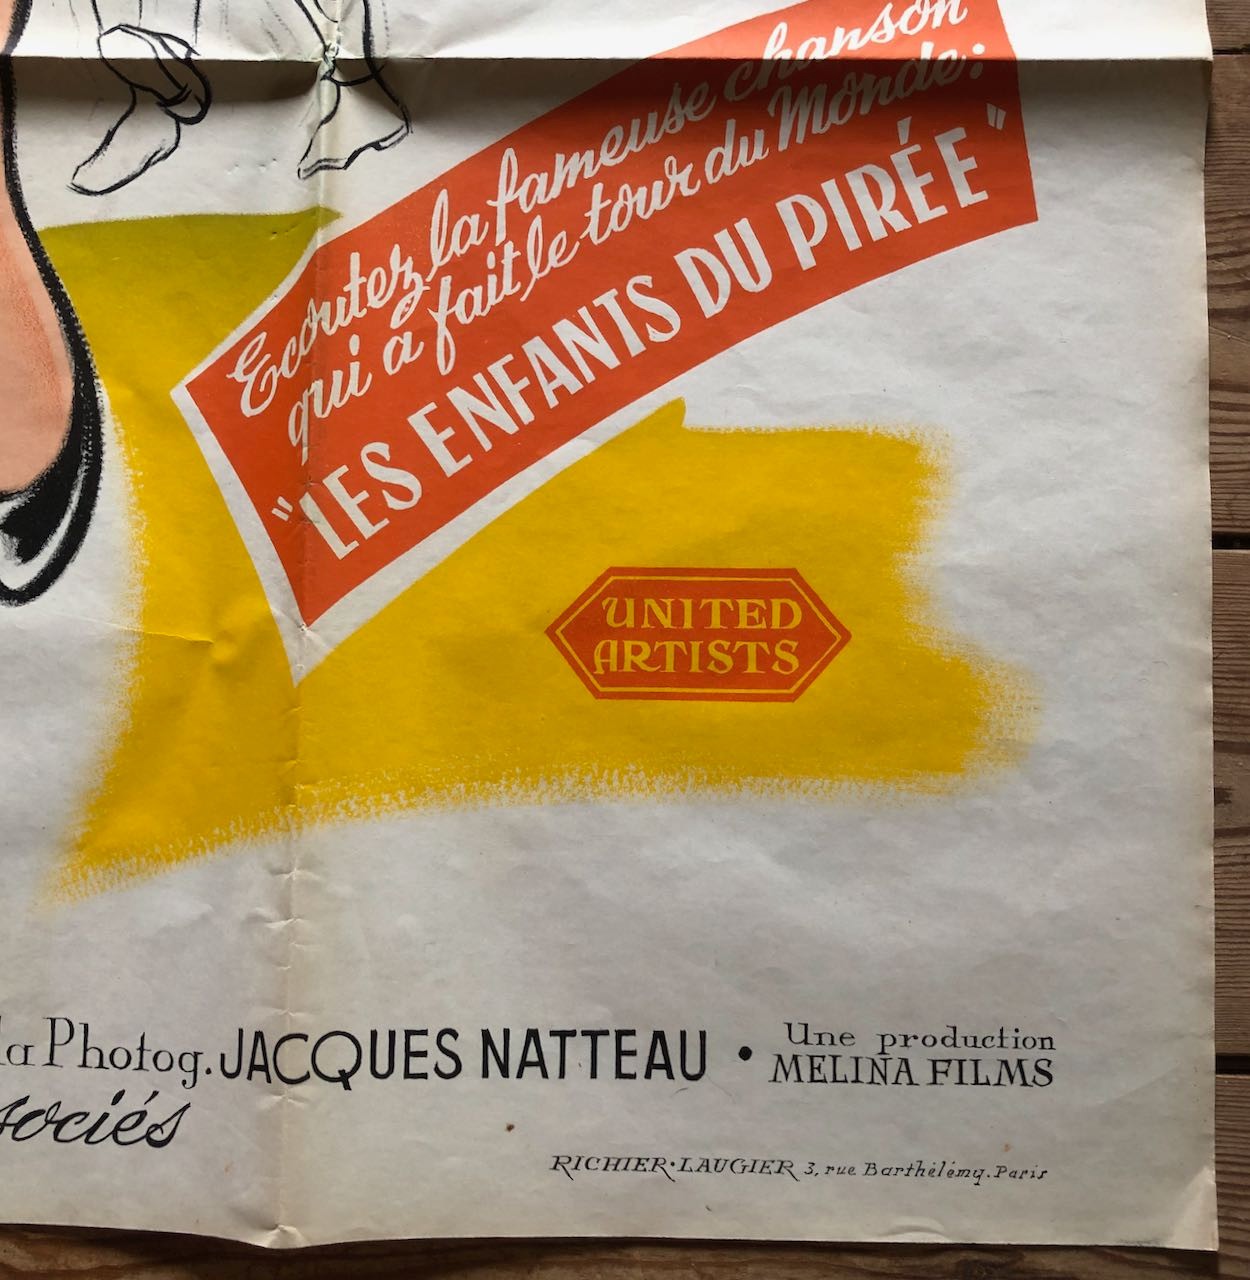 Ecoutez la fameuse chanson
qui a fait le tour du Monde :
"LES ENFANTS DU PIRÉE"
UNITED
ARTISTS
la Photog. JACQUES NATTEAU • Une production
MELINA FILMS
sociés
RICHIER·LAUGIER 3, rue Barthélémy. Paris